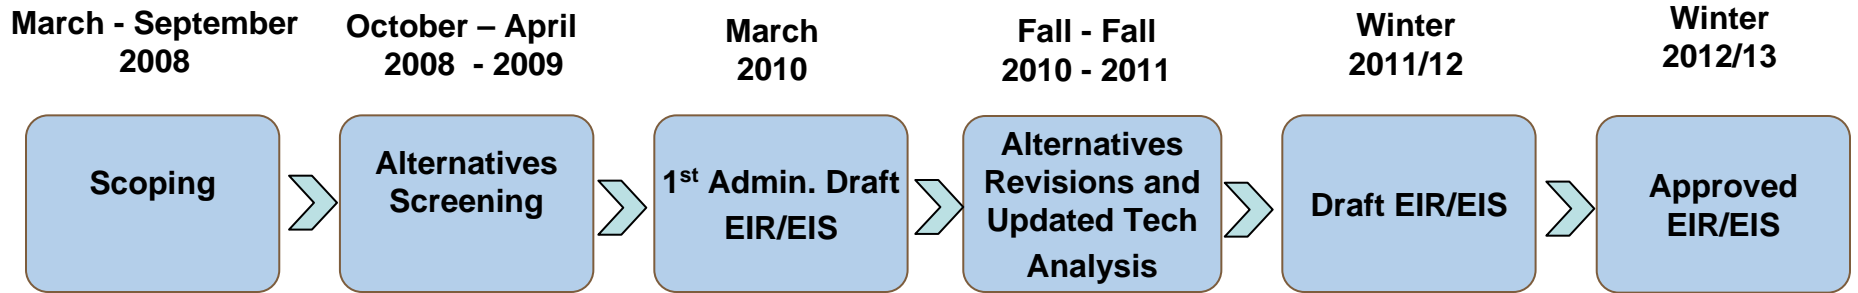 March - September
2008
October – April
2008 - 2009
March
2010
Fall - Fall
2010 - 2011
Winter
2011/12
Winter
2012/13
Scoping
Alternatives
Screening
1st Admin. Draft
EIR/EIS
Alternatives
Revisions and
Updated Tech
Analysis
Draft EIR/EIS
Approved
EIR/EIS